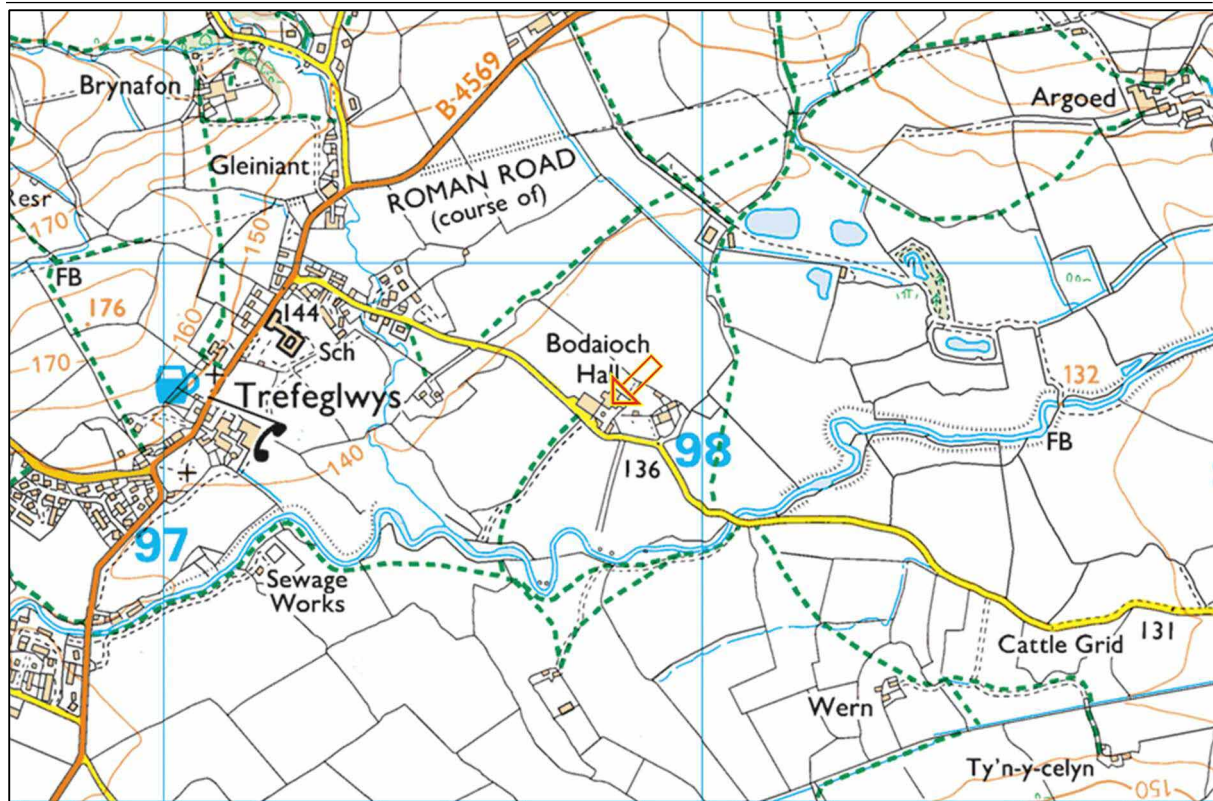 B 4569
Brynafon
Argoed
Gleiniant
ROMAN ROAD
(course of)
170
150
FB
176
144
160
Sch
Bodaioch
Hall
170
132
Trefeglwys
140
136
98
FB
97
Sewage
Works
Cattle Grid
131
Wern
Ty'n-y-celyn
150